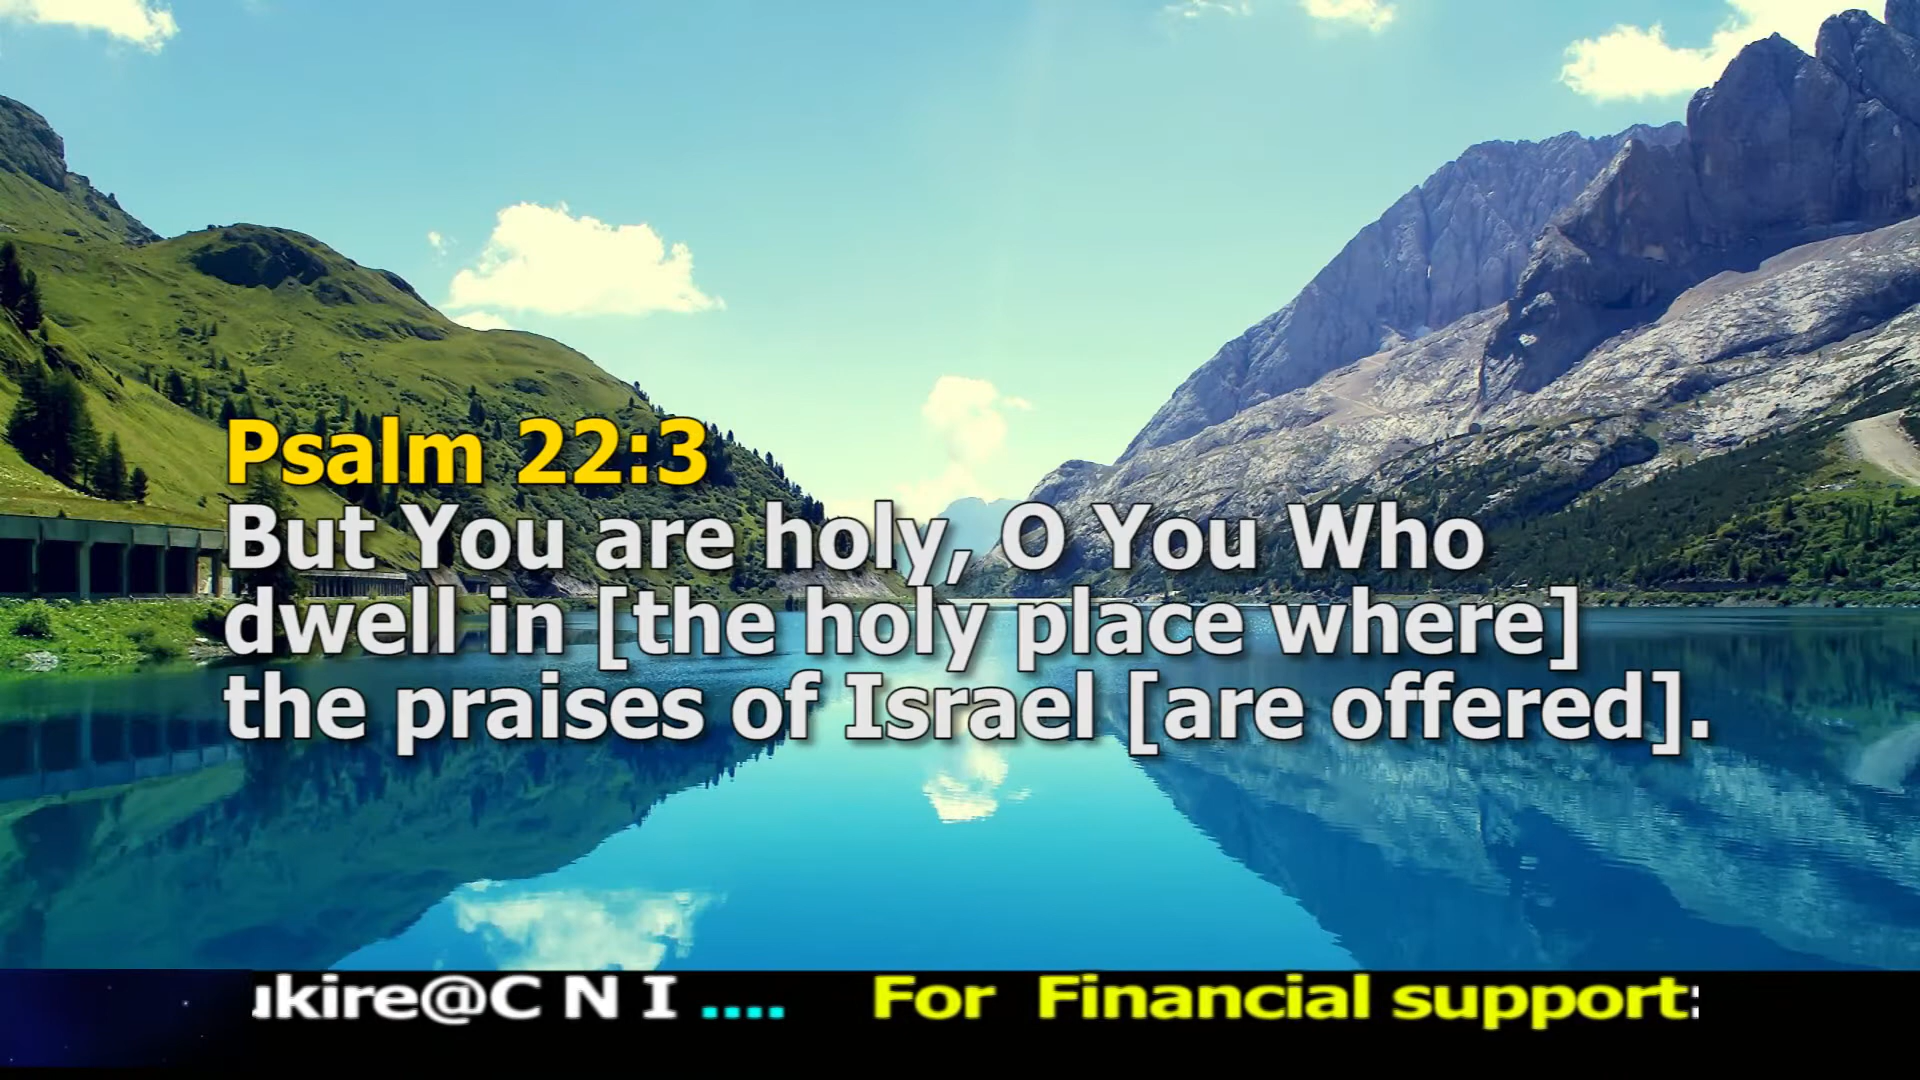 Psalm 22:3
But You are holy, O You Who
dwell in [the holy place where]
the praises of Israel [are offered].
kire@C N I .... For Financial support: